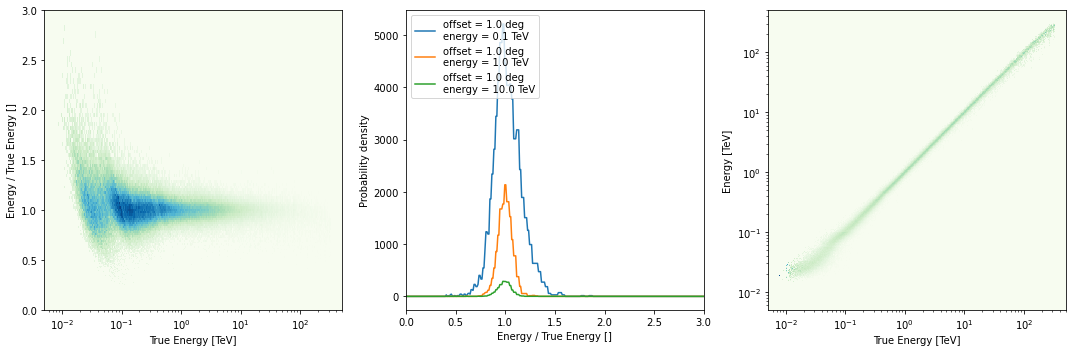 3.0
2.5
2.0
1.5
1.0
0.5
0.0
Energy / True Energy []
10⁻² 10⁻¹ 10⁰ 10¹ 10²
True Energy [TeV]
5000
4000
3000
2000
1000
0
Probability density
offset = 1.0 deg
energy = 0.1 TeV
offset = 1.0 deg
energy = 1.0 TeV
offset = 1.0 deg
energy = 10.0 TeV
0.0 0.5 1.0 1.5 2.0 2.5 3.0
Energy / True Energy []
10²
10¹
10⁰
10⁻¹
10⁻²
Energy [TeV]
10⁻² 10⁻¹ 10⁰ 10¹ 10²
True Energy [TeV]